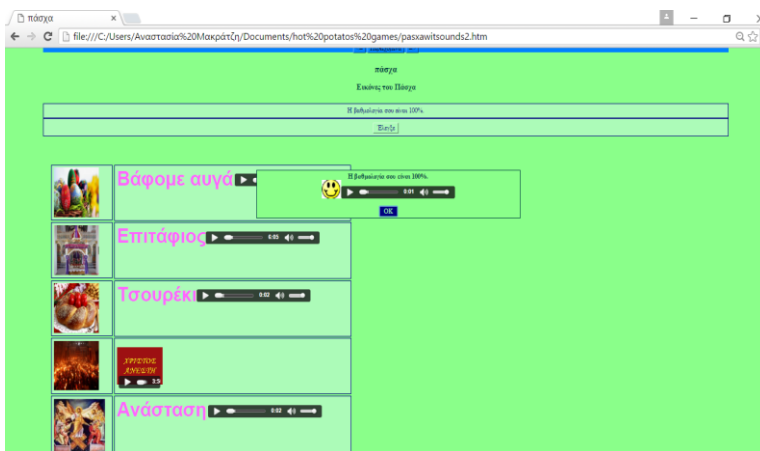 πάσχα
file:///C:/Users/Αναστασία%20Μακράτζη/Documents/hot%20potatos%20games/pasxawitsounds2.htm
πάσχα
Εικόνες του Πάσχα
Η βαθμολογία σου είναι 100%.
Έλεγξε
Βάφομε αυγά
Η βαθμολογία σου είναι 100%.
0:01
OK
Επιτάφιος
0:05
Τσουρέκι
0:02
ΧΡΙΣΤΟΣ
ΑΝΕΣΤΗ
Ανάσταση
0:02